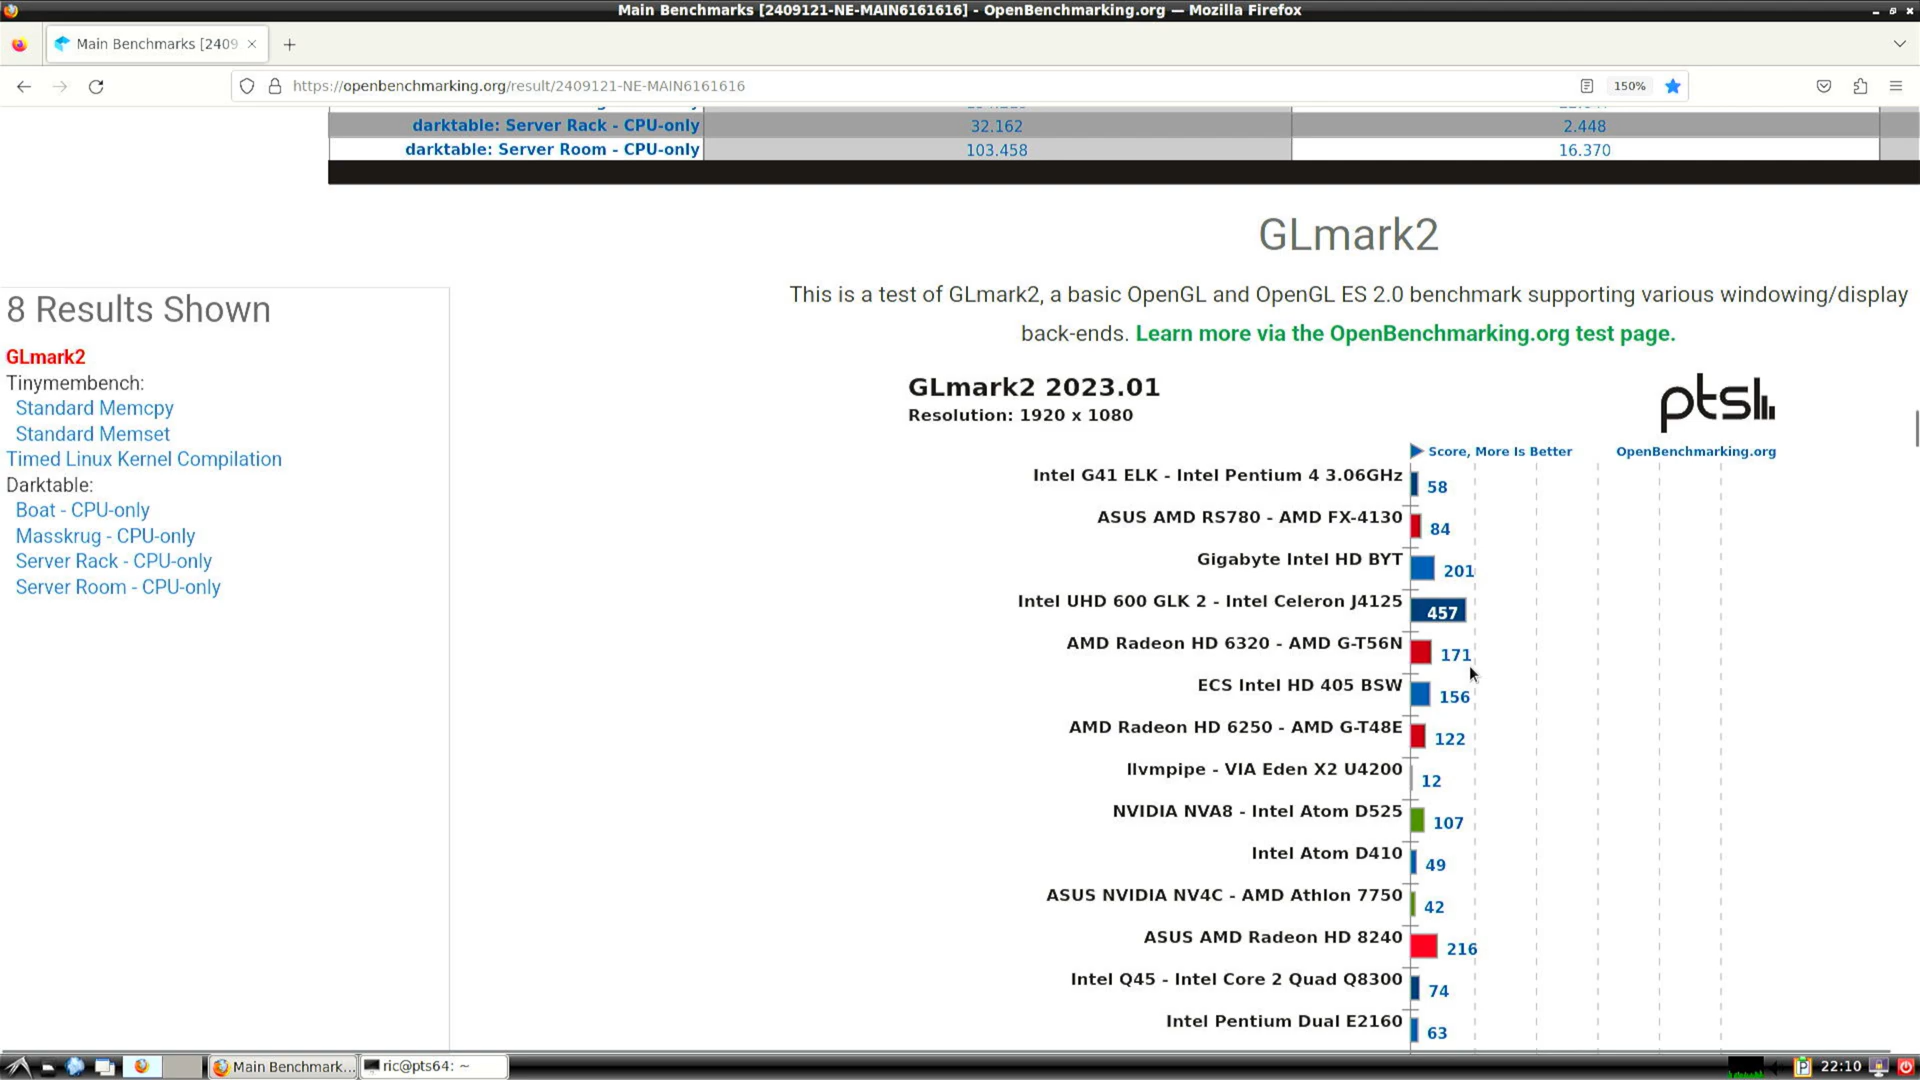 Main Benchmarks [2409121-NE-MAIN6161616] - OpenBenchmarking.org — Mozilla Firefox
Main Benchmarks [2409
https://openbenchmarking.org/result/2409121-NE-MAIN6161616
150%
darktable: Server Rack - CPU-only 32.162 2.448
darktable: Server Room - CPU-only 103.458 16.370
GLmark2
This is a test of GLmark2, a basic OpenGL and OpenGL ES 2.0 benchmark supporting various windowing/display
back-ends. Learn more via the OpenBenchmarking.org test page.
8 Results Shown
GLmark2
Tinymembench:
Standard Memcpy
Standard Memset
Timed Linux Kernel Compilation
Darktable:
Boat - CPU-only
Masskrug - CPU-only
Server Rack - CPU-only
Server Room - CPU-only
GLmark2 2023.01
Resolution: 1920 x 1080
ptsl
Score, More Is Better OpenBenchmarking.org
Intel G41 ELK - Intel Pentium 4 3.06GHz 58
ASUS AMD RS780 - AMD FX-4130 84
Gigabyte Intel HD BYT 201
Intel UHD 600 GLK 2 - Intel Celeron J4125 457
AMD Radeon HD 6320 - AMD G-T56N 171
ECS Intel HD 405 BSW 156
AMD Radeon HD 6250 - AMD G-T48E 122
llvmpipe - VIA Eden X2 U4200 12
NVIDIA NVA8 - Intel Atom D525 107
Intel Atom D410 49
ASUS NVIDIA NV4C - AMD Athlon 7750 42
ASUS AMD Radeon HD 8240 216
Intel Q45 - Intel Core 2 Quad Q8300 74
Intel Pentium Dual E2160 63
Main Benchmark...
ric@pts64: ~
22:10